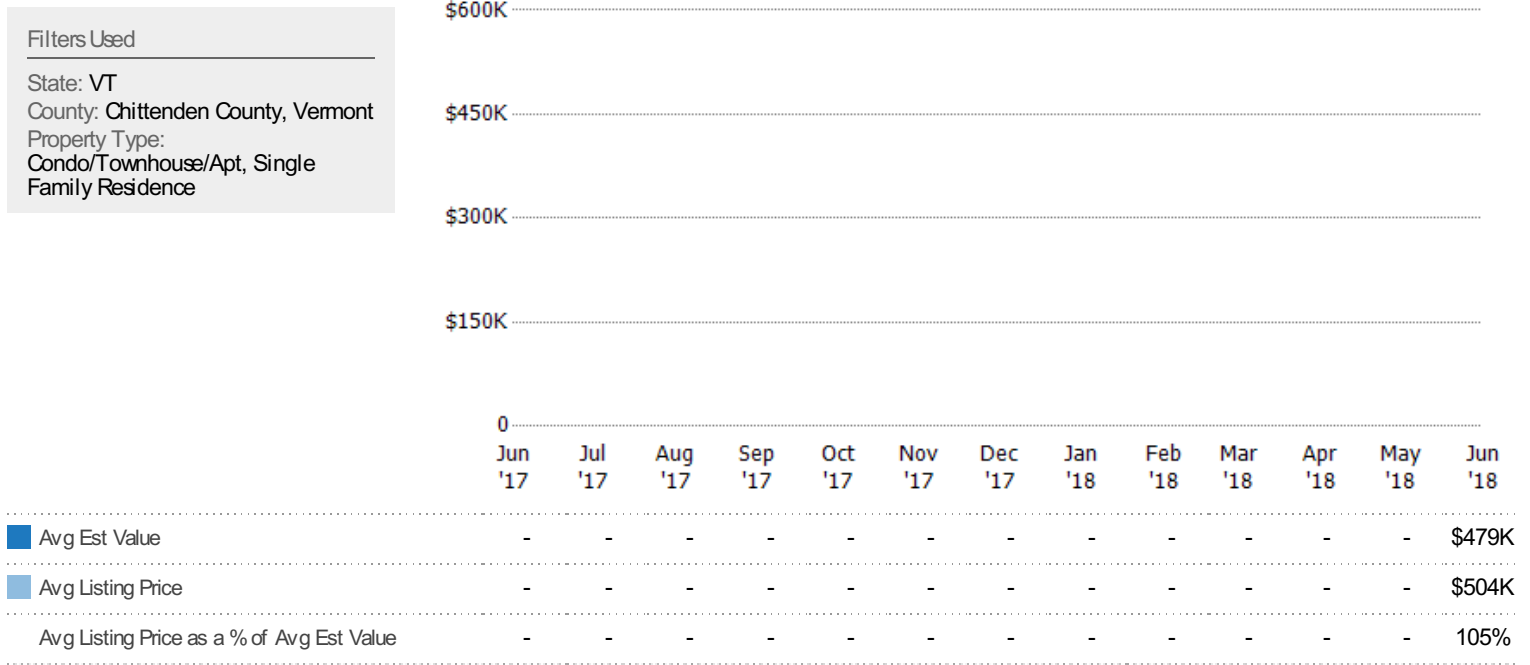 Filters Used
State: VT
County: Chittenden County, Vermont
Property Type:
Condo/Townhouse/Apt, Single
Family Residence
$600K
$450K
$300K
$150K
0
Jun Jul Aug Sep Oct Nov Dec Jan Feb Mar Apr May Jun
'17 '17 '17 '17 '17 '17 '17 '18 '18 '18 '18 '18 '18
Avg Est Value - - - - - - - - - - - - $479K
Avg Listing Price - - - - - - - - - - - - $504K
Avg Listing Price as a % of Avg Est Value - - - - - - - - - - - - 105%